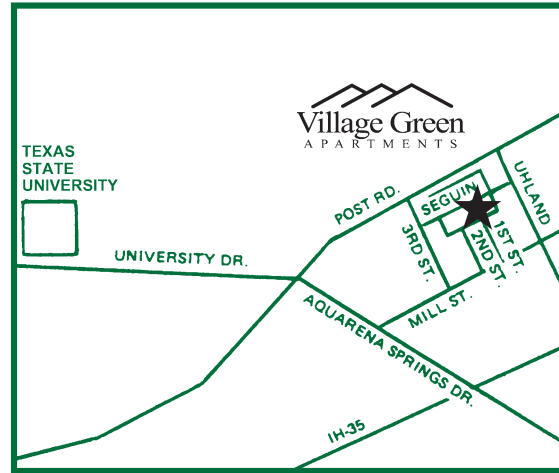 Village Green
APARTMENTS
TEXAS
STATE
UNIVERSITY
POST RD.
SEGUIN
UHLAND
3RD ST.
2ND ST.
1ST ST.
UNIVERSITY DR.
MILL ST.
AQUARENA SPRINGS DR.
IH-35